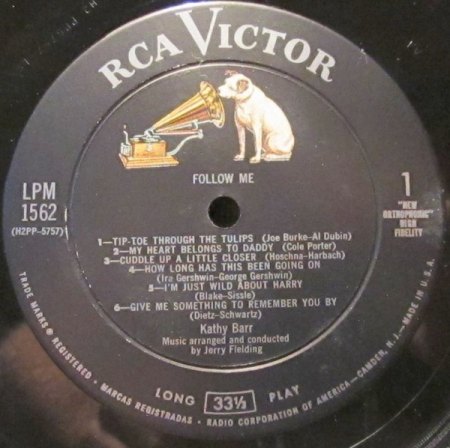 RCA VICTOR
FOLLOW ME
LPM
1562
(H2PP-5757)
1
"NEW
ORTHOPHONIC"
HIGH
FIDELITY
1—TIP-TOE THROUGH THE TULIPS (Joe Burke-Al Dubin)
2—MY HEART BELONGS TO DADDY (Cole Porter)
3—CUDDLE UP A LITTLE CLOSER (Hoschna-Harbach)
4—HOW LONG HAS THIS BEEN GOING ON
(Ira Gershwin-George Gershwin)
5—I'M JUST WILD ABOUT HARRY
(Blake-Sissle)
6—GIVE ME SOMETHING TO REMEMBER YOU BY
(Dietz-Schwartz)
Kathy Barr
Music arranged and conducted
by Jerry Fielding
LONG 33⅓ PLAY
TRADE MARKS ® REGISTERED • MARCAS REGISTRADAS • RADIO CORPORATION OF AMERICA—CAMDEN, N. J.—MADE IN U.S.A.